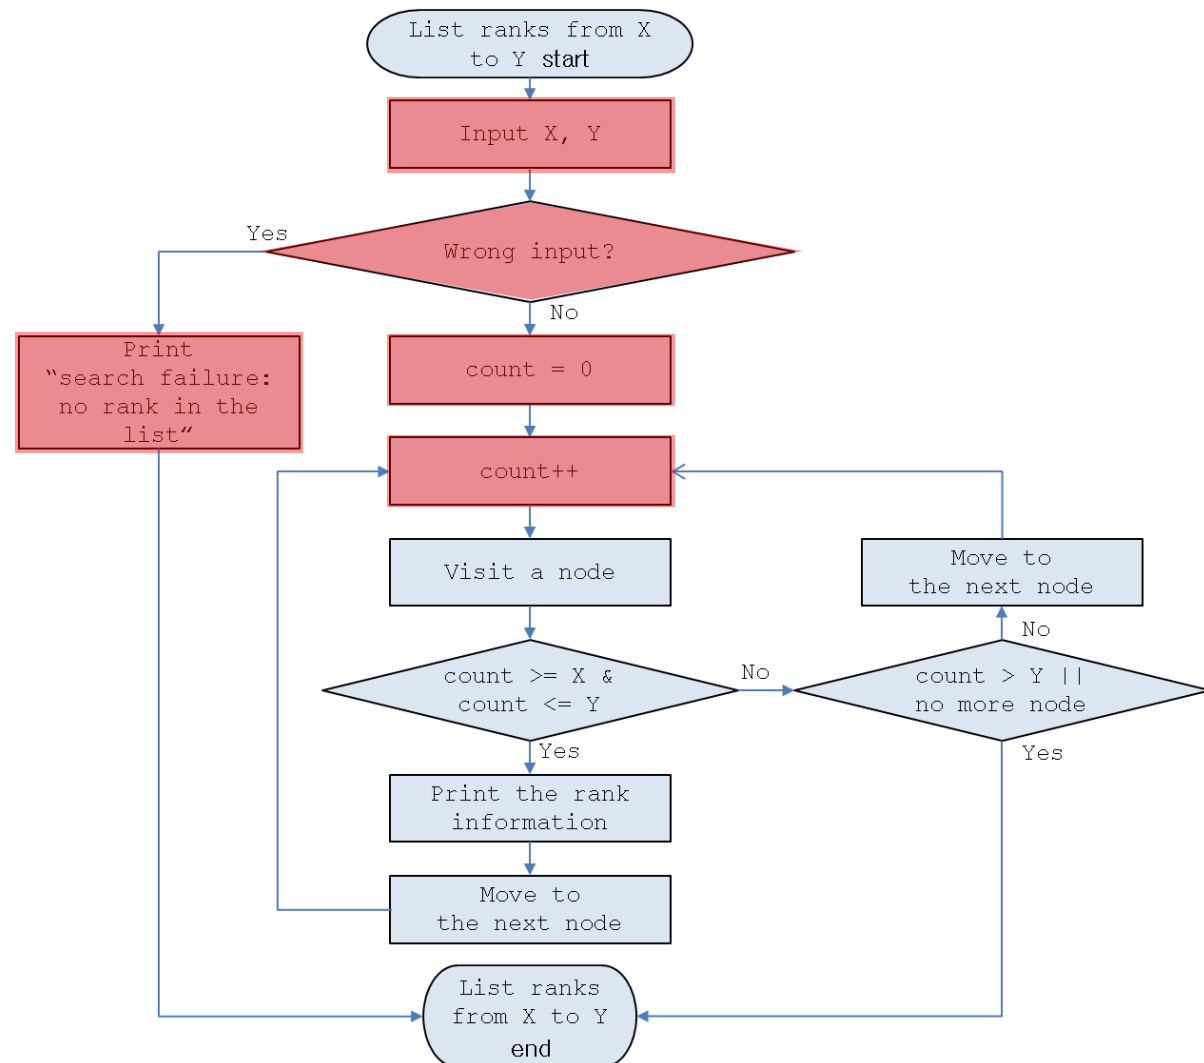 List ranks from X
to Y start
Input X, Y
Wrong input?
Yes
No
Print
“search failure:
no rank in the
list“
count = 0
count++
Visit a node
Move to
the next node
count >= X &
count <= Y
No
No
count > Y ||
no more node
Yes
Yes
Print the rank
information
Move to
the next node
List ranks
from X to Y
end